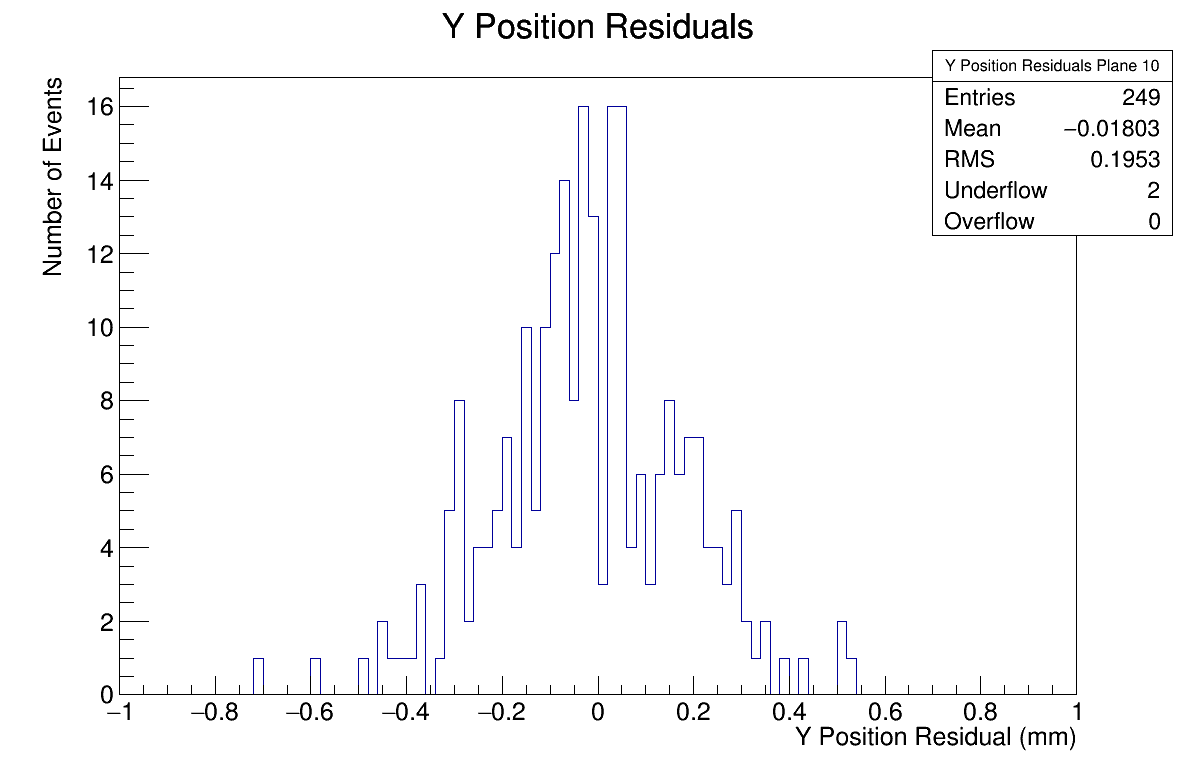 Y Position Residuals
Y Position Residuals Plane 10
Entries 249
Mean −0.01803
RMS 0.1953
Underflow 2
Overflow 0
Number of Events
16
14
12
10
8
6
4
2
0
−1 −0.8 −0.6 −0.4 −0.2 0 0.2 0.4 0.6 0.8 1
Y Position Residual (mm)